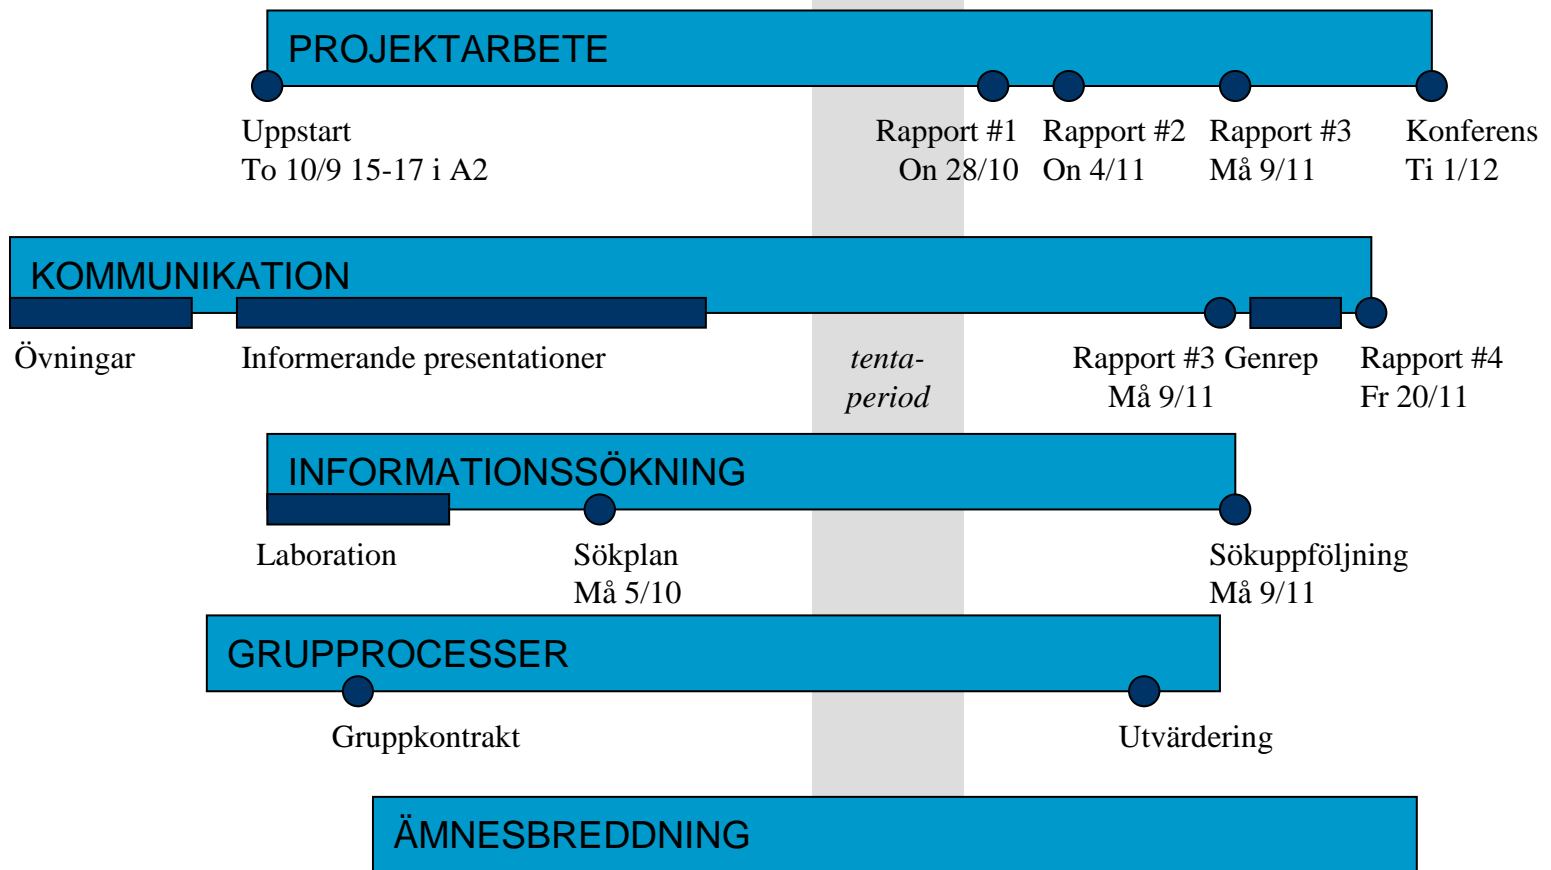 PROJEKTARBETE
Uppstart
To 10/9 15-17 i A2
Rapport #1
On 28/10
Rapport #2
On 4/11
Rapport #3
Må 9/11
Konferens
Ti 1/12
KOMMUNIKATION
Övningar
Informerande presentationer
tenta-
period
Rapport #3
Må 9/11
Genrep
Rapport #4
Fr 20/11
INFORMATIONSSÖKNING
Laboration
Sökplan
Må 5/10
Sökuppföljning
Må 9/11
GRUPPROCESSER
Gruppkontrakt
Utvärdering
ÄMNESBREDDNING